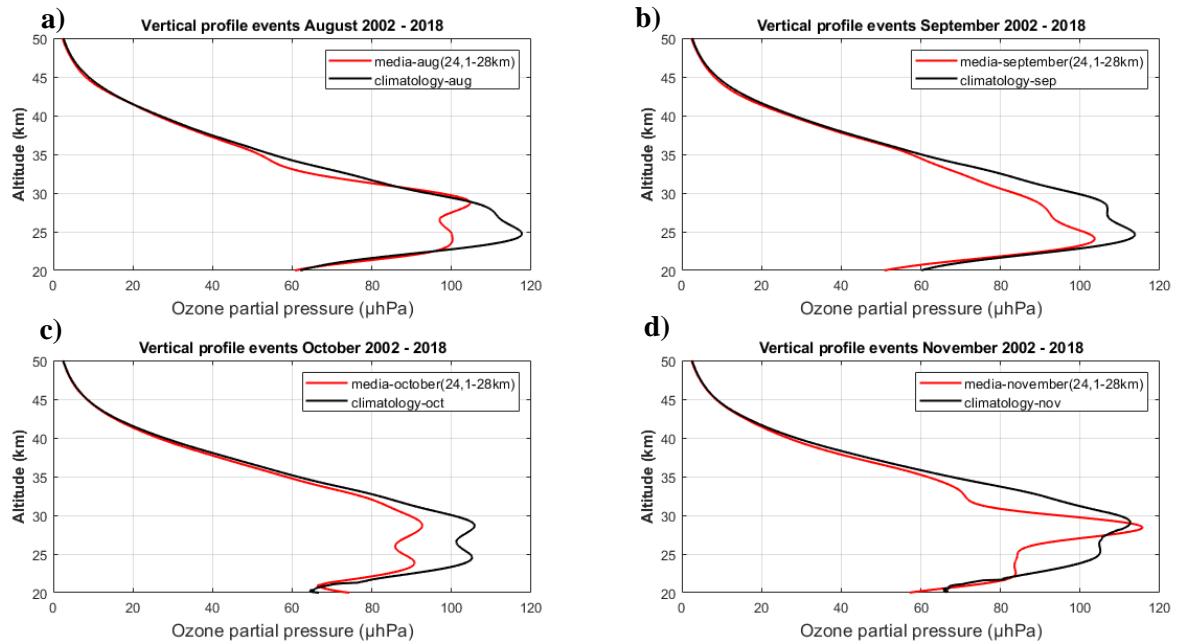 a)
Vertical profile events August 2002 - 2018
50
45
40
35
30
25
20
Altitude (km)
media-aug(24,1-28km)
climatology-aug
0 20 40 60 80 100 120
Ozone partial pressure (µhPa)
b)
Vertical profile events September 2002 - 2018
50
45
40
35
30
25
20
Altitude (km)
media-september(24,1-28km)
climatology-sep
0 20 40 60 80 100 120
Ozone partial pressure (µhPa)
c)
Vertical profile events October 2002 - 2018
50
45
40
35
30
25
20
Altitude (km)
media-october(24,1-28km)
climatology-oct
0 20 40 60 80 100 120
Ozone partial pressure (µhPa)
d)
Vertical profile events November 2002 - 2018
50
45
40
35
30
25
20
Altitude (km)
media-november(24,1-28km)
climatology-nov
0 20 40 60 80 100 120
Ozone partial pressure (µhPa)